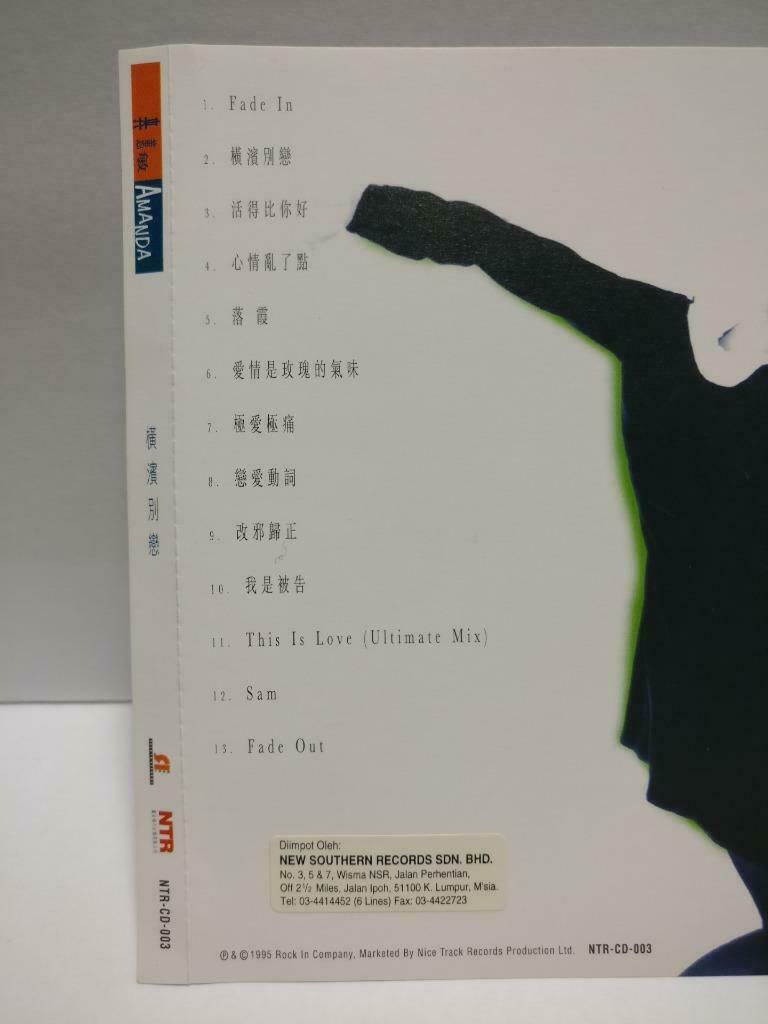 林蕙敏
AMANDA
橫濱別戀
NTR
NTR-CD-003
1. Fade In
2. 橫濱別戀
3. 活得比你好
4. 心情亂了點
5. 落霞
6. 愛情是玫瑰的氣味
7. 極愛極痛
8. 戀愛動詞
9. 改邪歸正
10. 我是被告
11. This Is Love (Ultimate Mix)
12. Sam
13. Fade Out
Diimpot Oleh:
NEW SOUTHERN RECORDS SDN. BHD.
No. 3, 5 & 7, Wisma NSR, Jalan Perhentian,
Off 2½ Miles, Jalan Ipoh, 51100 K. Lumpur, M'sia.
Tel: 03-4414452 (6 Lines) Fax: 03-4422723
℗ & © 1995 Rock In Company, Marketed By Nice Track Records Production Ltd. NTR-CD-003